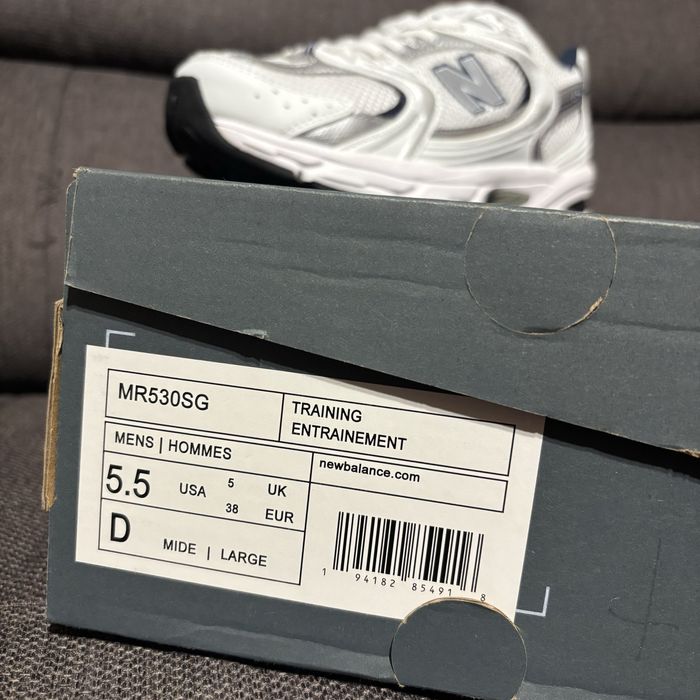 N
MR530SG
TRAINING
ENTRAINEMENT
MENS | HOMMES
newbalance.com
5.5 USA 5 UK
38 EUR
D MIDE | LARGE
1 94182 85491 8